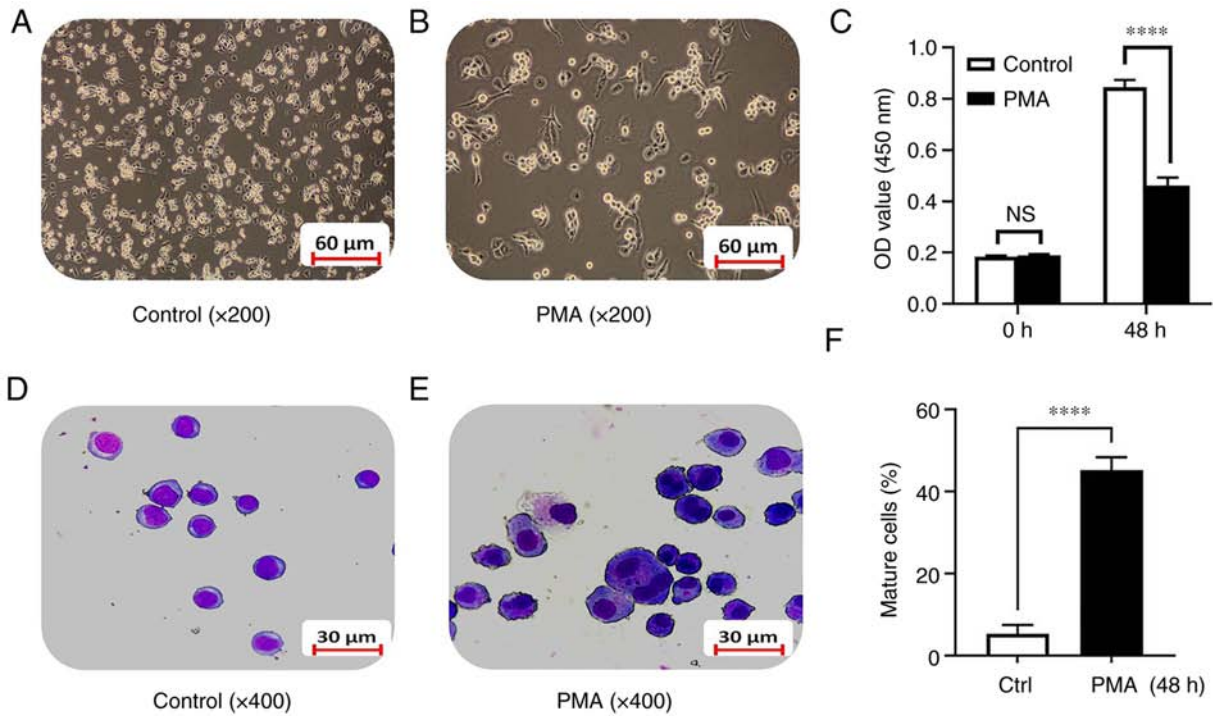 A
60 μm
Control (×200)
B
60 μm
PMA (×200)
C
OD value (450 nm)
1.0
0.8
0.6
0.4
0.2
0.0
Control
PMA
NS
****
0 h
48 h
D
30 μm
Control (×400)
E
30 μm
PMA (×400)
F
Mature cells (%)
60
40
20
0
****
Ctrl
PMA (48 h)